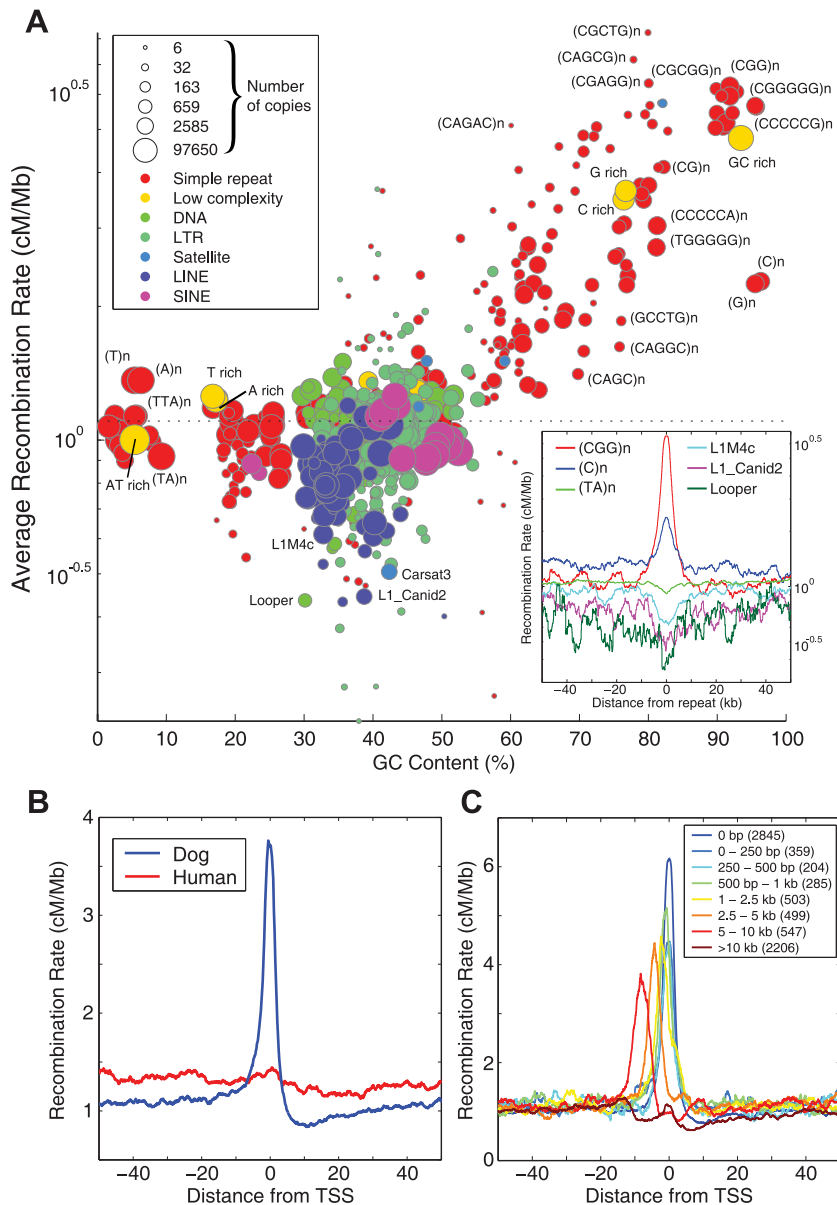 A
Average Recombination Rate (cM/Mb)
10^0.5
10^0
10^-0.5
0
10
20
30
40
50
60
70
80
90
100
GC Content (%)
6
32
163
659
2585
97650
Number
of copies
Simple repeat
Low complexity
DNA
LTR
Satellite
LINE
SINE
(CGCTG)n
(CAGCG)n
(CGAGG)n
(CGCGG)n
(CGG)n
(CGGGGG)n
(CAGAC)n
(CCCCCG)n
GC rich
(CG)n
G rich
C rich
(CCCCCA)n
(TGGGGG)n
(C)n
(G)n
(GCCTG)n
(CAGGC)n
(CAGC)n
(T)n
(A)n
T rich
A rich
(TTA)n
AT rich
(TA)n
L1M4c
Carsat3
Looper
L1_Canid2
(CGG)n
(C)n
(TA)n
L1M4c
L1_Canid2
Looper
Recombination Rate (cM/Mb)
10^0.5
10^0
10^-0.5
−40
−20
0
20
40
Distance from repeat (kb)
B
Recombination Rate (cM/Mb)
4
3
2
1
Dog
Human
−40
−20
0
20
40
Distance from TSS
C
Recombination Rate (cM/Mb)
6
4
2
0
0 bp (2845)
0 − 250 bp (359)
250 − 500 bp (204)
500 bp − 1 kb (285)
1 − 2.5 kb (503)
2.5 − 5 kb (499)
5 − 10 kb (547)
>10 kb (2206)
−40
−20
0
20
40
Distance from TSS